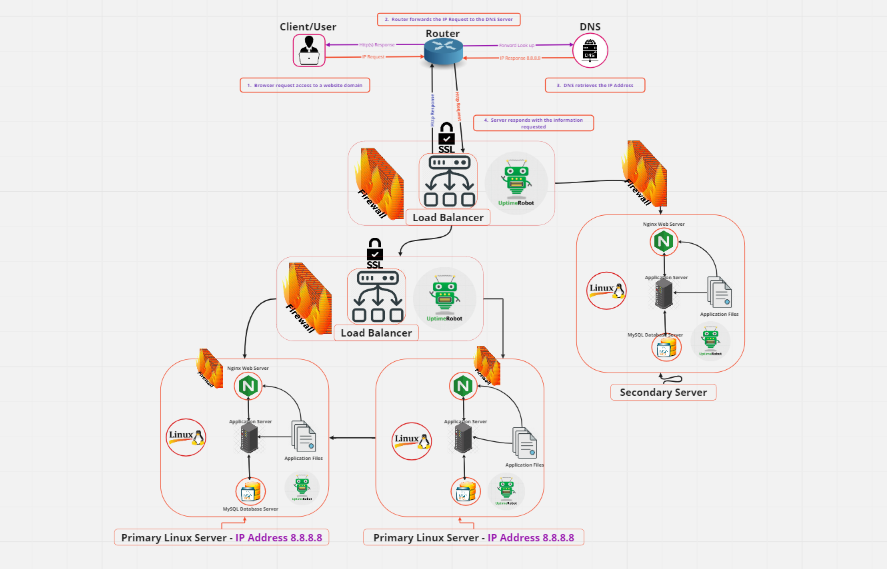 2. Router forwards the IP Request to the DNS Server
Client/User
Router
DNS
Https Response
IP Request
Forward Look up
IP Response 8.8.8.8
1. Browser request access to a website domain
3. DNS retrieves the IP Address
Http Response
4. Server responds with the information
requested
SSL
Firewall
UptimeRobot
Load Balancer
Firewall
SSL
Firewall
UptimeRobot
Load Balancer
Nginx Web Server
Linux
Application Server
Application Files
MySQL Database Server
UptimeRobot
Secondary Server
Firewall
Nginx Web Server
Linux
Application Server
Application Files
MySQL Database Server
UptimeRobot
Firewall
Linux
Application Server
Application Files
UptimeRobot
Primary Linux Server - IP Address 8.8.8.8
Primary Linux Server - IP Address 8.8.8.8